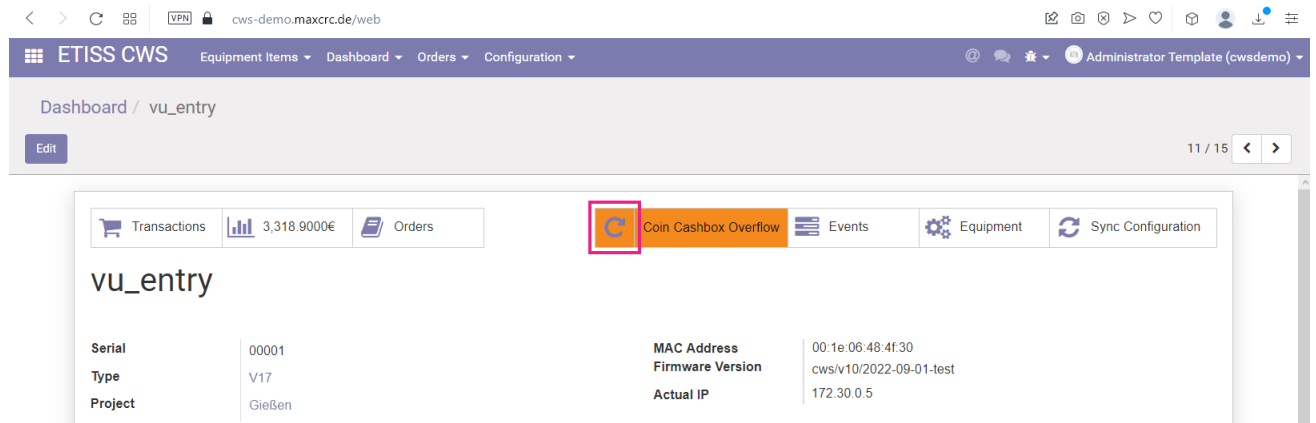 VPN cws-demo.maxcrc.de/web
ETISS CWS Equipment Items Dashboard Orders Configuration @ Administrator Template (cwsdemo)
Dashboard / vu_entry
Edit 11 / 15
Transactions 3,318.9000€ Orders Coin Cashbox Overflow Events Equipment Sync Configuration
vu_entry
Serial 00001 MAC Address 00:1e:06:48:4f:30
Type V17 Firmware Version cws/v10/2022-09-01-test
Project Gießen Actual IP 172.30.0.5